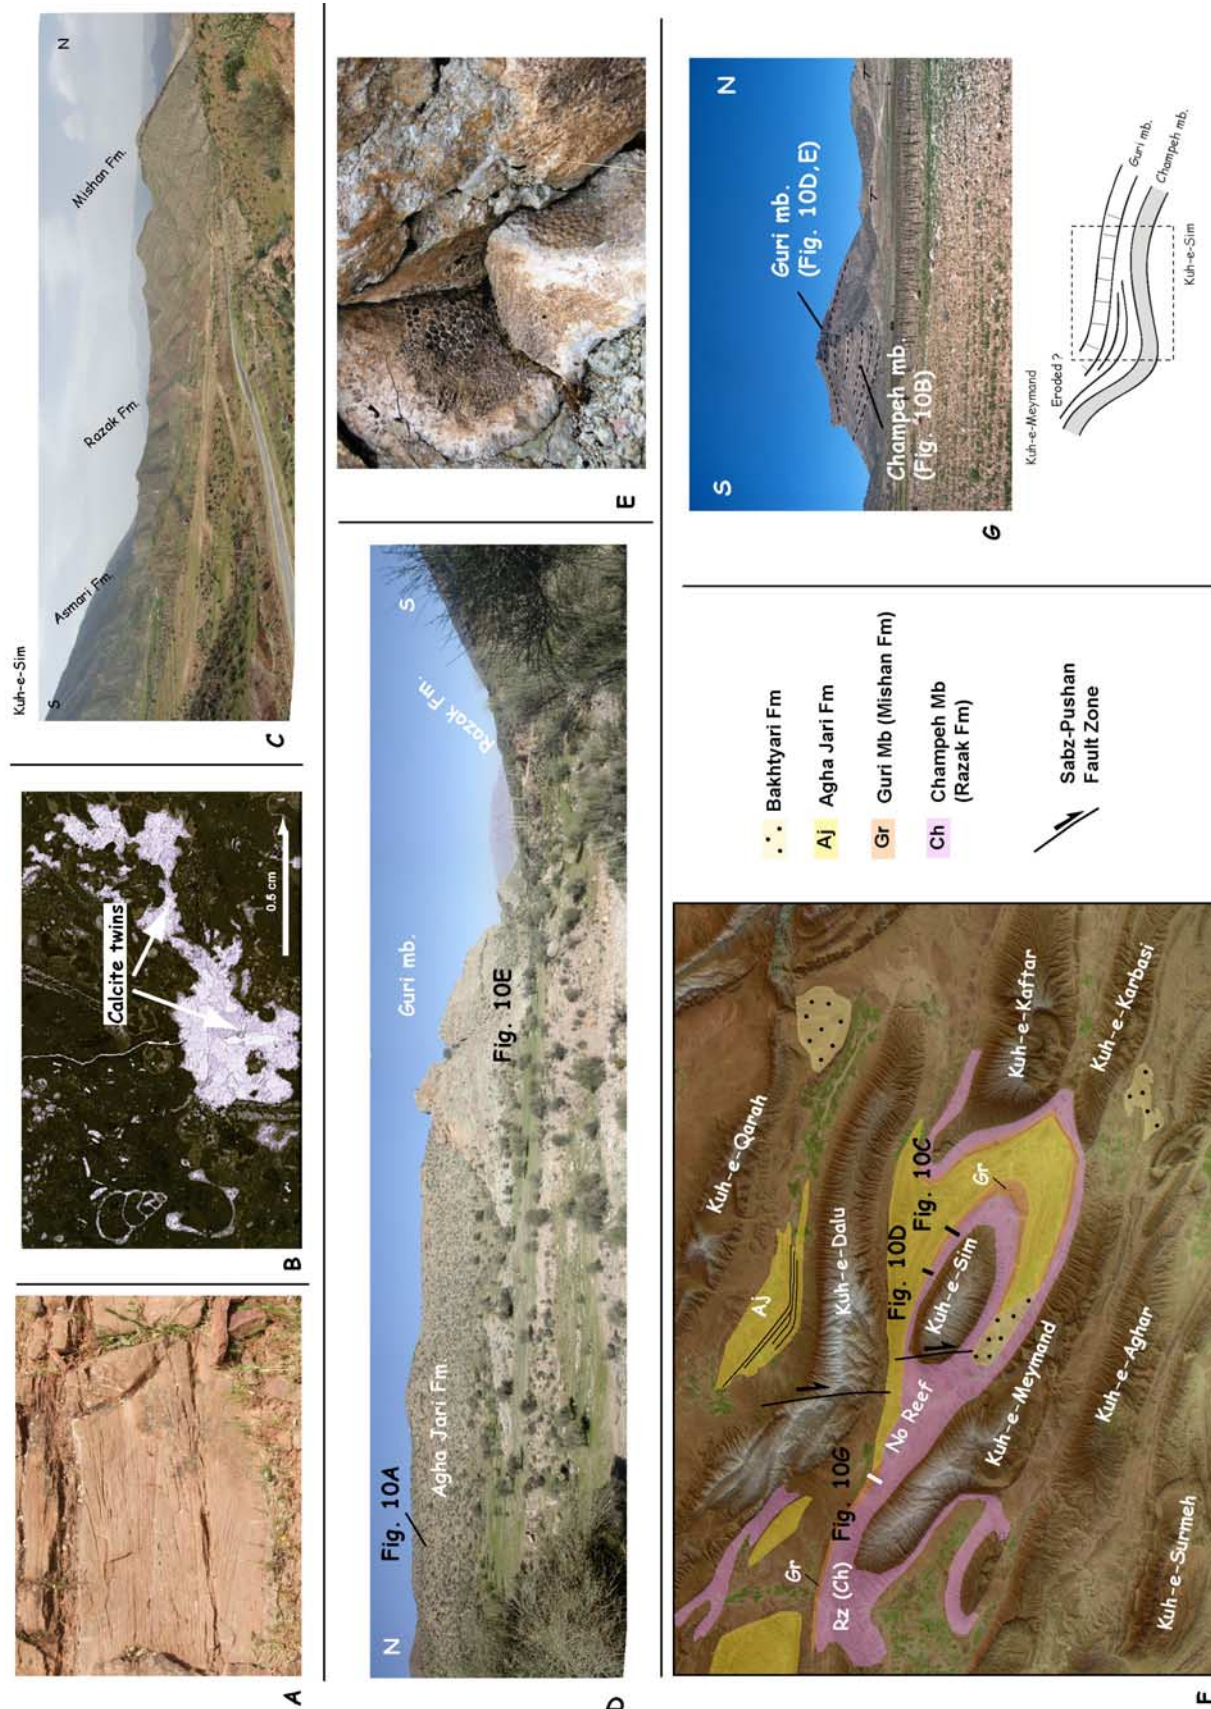 A
B
Calcite twins
0.5 cm
Kuh-e-Sim
S
Asmari Fm.
Razak Fm.
Mishan Fm.
N
C
N
Fig. 10A
Agha Jari Fm
Guri mb.
Fig. 10E
Razak Fm.
S
D
E
Kuh-e-Qarah
Aj
Kuh-e-Dalu
Fig. 10D
Fig. 10C
Gr
Kuh-e-Sim
Kuh-e-Kaftar
Kuh-e-Karbasi
Gr
Rz (Ch)
Fig. 10G
No Reef
Kuh-e-Meymand
Kuh-e-Aghar
Kuh-e-Surmeh
F
Bakhtyari Fm
Aj Agha Jari Fm
Gr Guri Mb (Mishan Fm)
Ch Champeh Mb
(Razak Fm)
Sabz-Pushan
Fault Zone
S
N
Guri mb.
(Fig. 10D,E)
Champeh mb.
(Fig. 10B)
G
Kuh-e-Meymand
Eroded ?
Guri mb.
Champeh mb.
Kuh-e-Sim